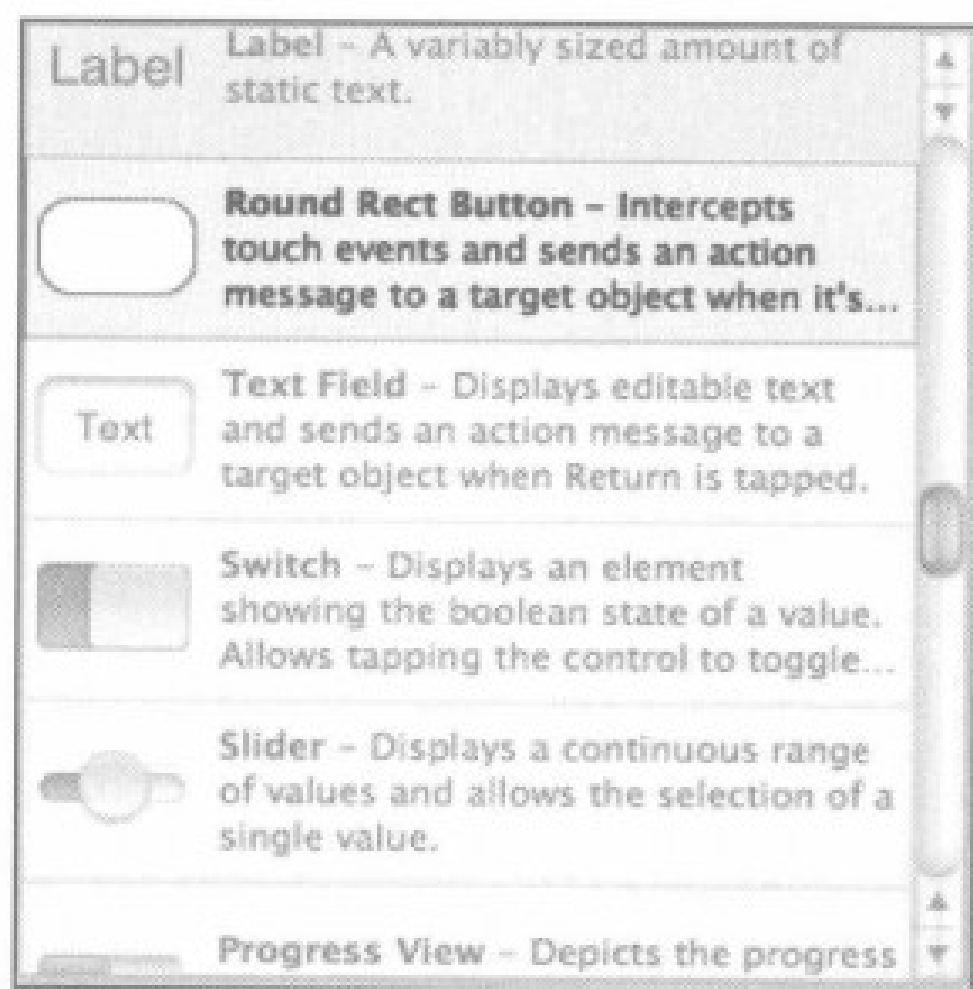 Label
Label – A variably sized amount of
static text.
Round Rect Button – Intercepts
touch events and sends an action
message to a target object when it's...
Text
Text Field – Displays editable text
and sends an action message to a
target object when Return is tapped.
Switch – Displays an element
showing the boolean state of a value.
Allows tapping the control to toggle...
Slider – Displays a continuous range
of values and allows the selection of a
single value.
Progress View – Depicts the progress